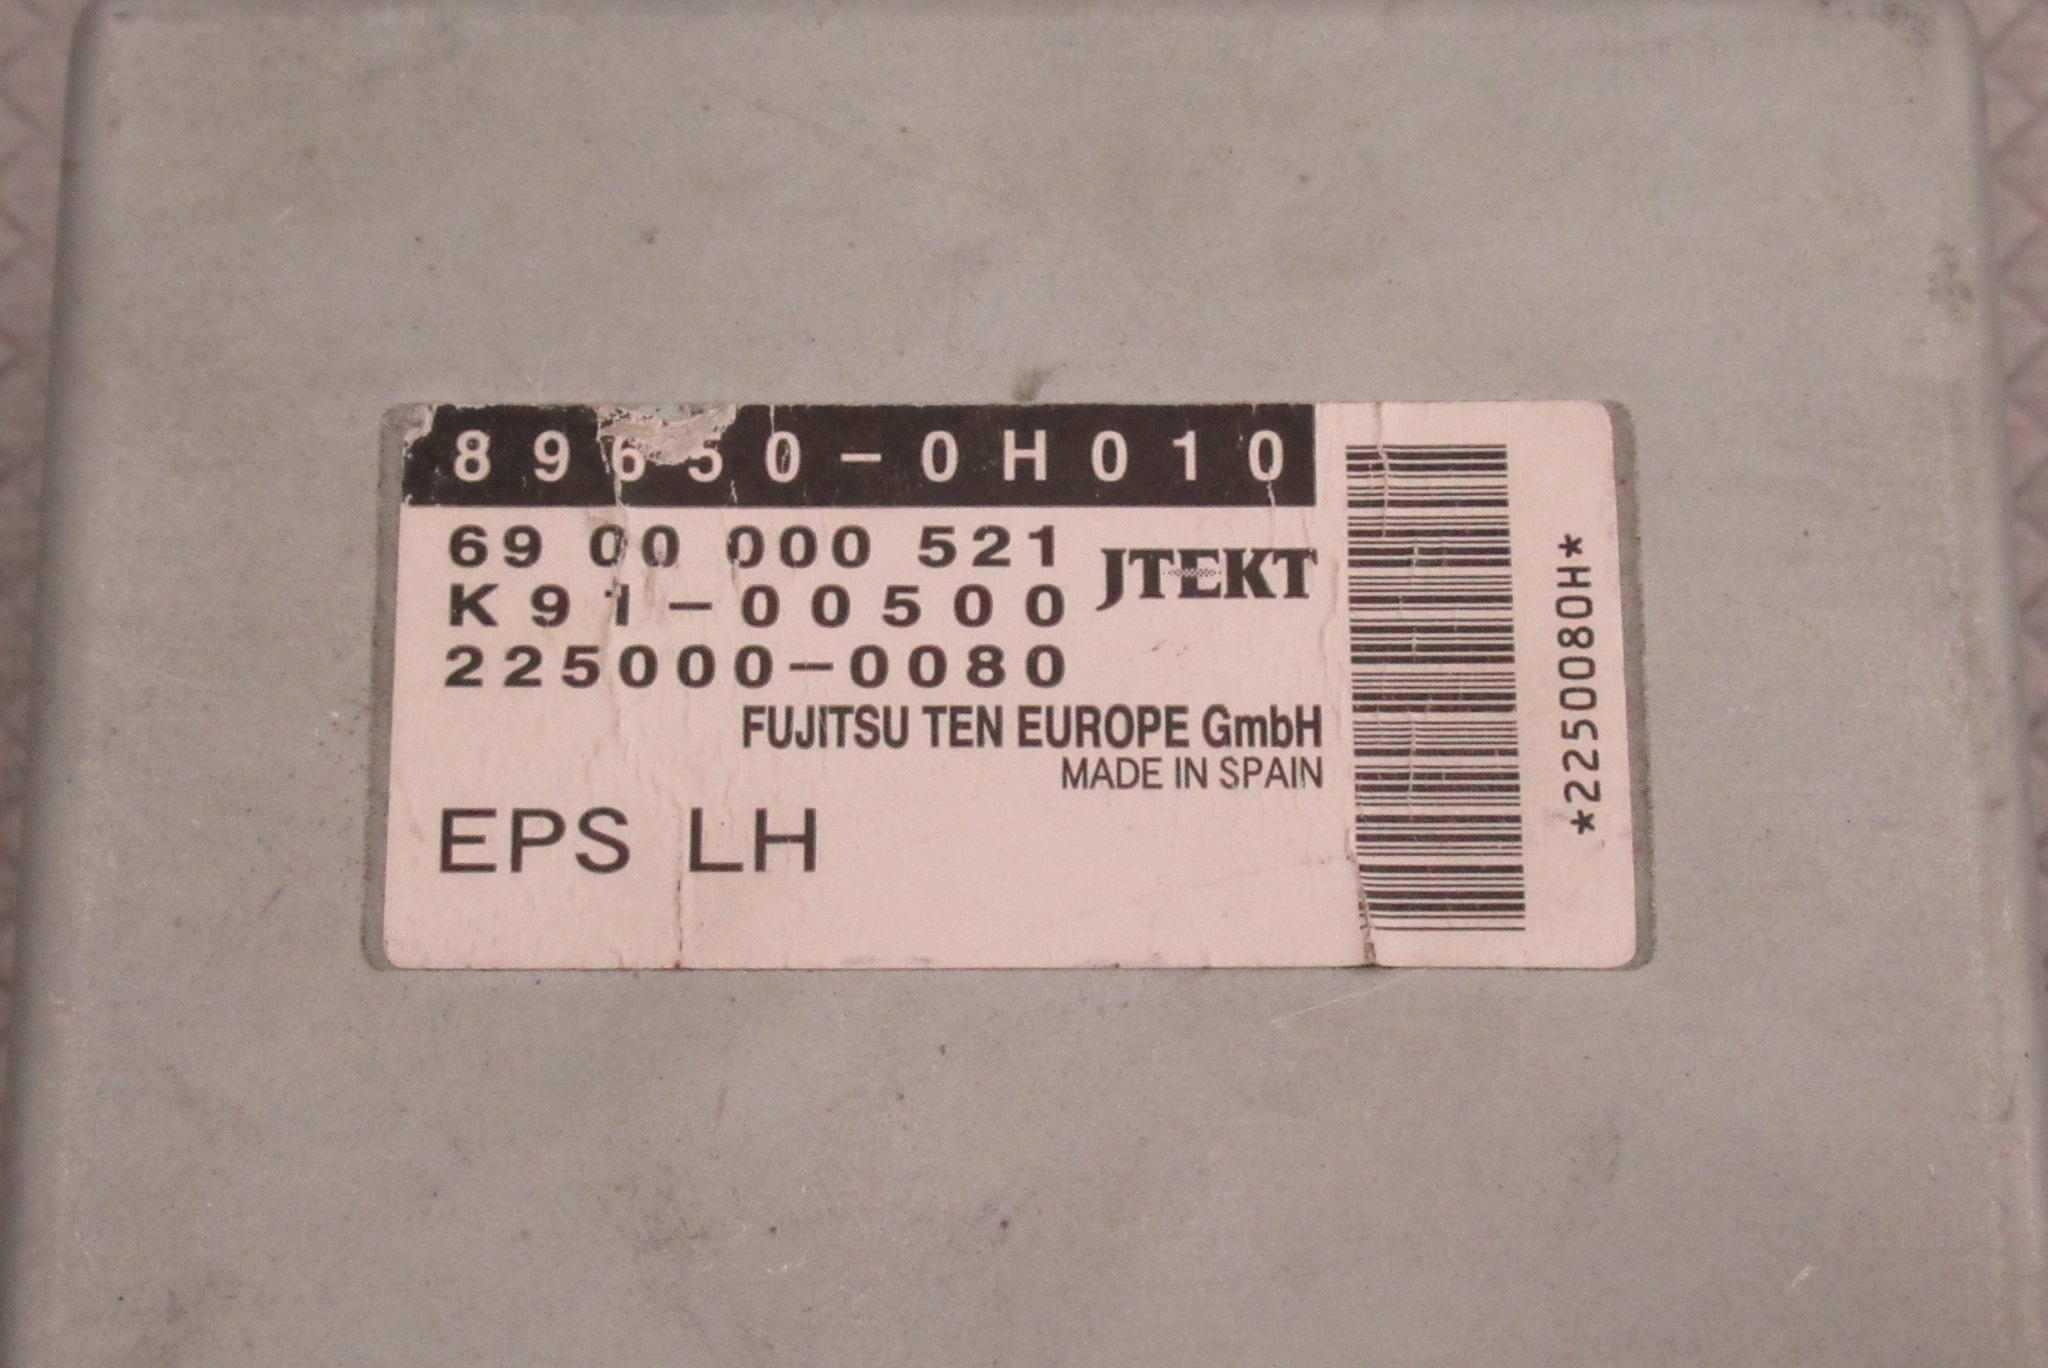 89650-0H010
69 00 000 521
K91-00500
JTEKT
225000-0080
FUJITSU TEN EUROPE GmbH
MADE IN SPAIN
EPS LH
*2250080H*